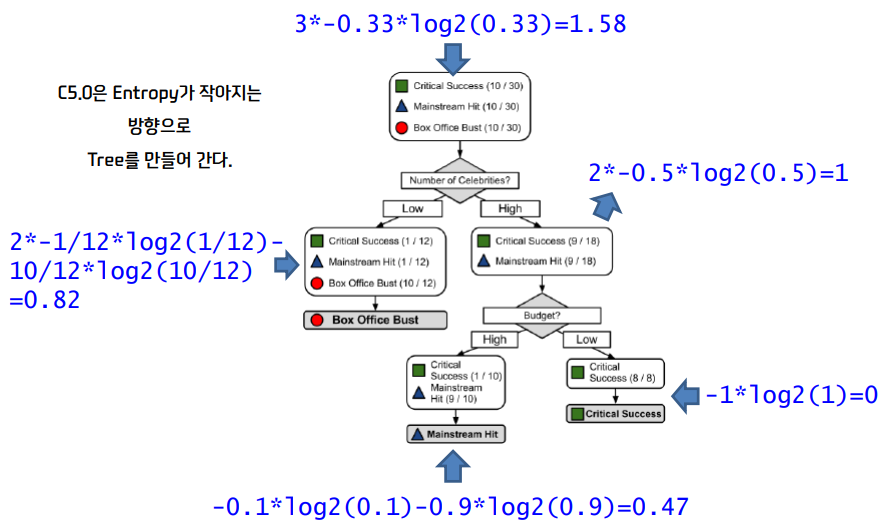 3*-0.33*log2(0.33)=1.58
C5.0은 Entropy가 작아지는
방향으로
Tree를 만들어 간다.
Critical Success (10 / 30)
Mainstream Hit (10 / 30)
Box Office Bust (10 / 30)
Number of Celebrities?
2*-0.5*log2(0.5)=1
Low
High
2*-1/12*log2(1/12)-
10/12*log2(10/12)
=0.82
Critical Success (1 / 12)
Mainstream Hit (1 / 12)
Box Office Bust (10 / 12)
Box Office Bust
Critical Success (9 / 18)
Mainstream Hit (9 / 18)
Budget?
High
Low
Critical
Success (1 / 10)
Mainstream
Hit (9 / 10)
Mainstream Hit
Critical
Success (8 / 8)
Critical Success
-1*log2(1)=0
-0.1*log2(0.1)-0.9*log2(0.9)=0.47